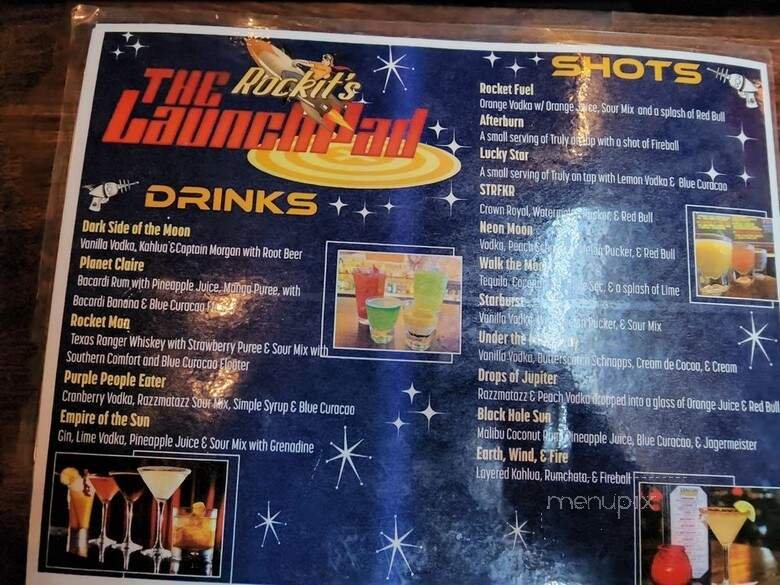 THE Rockit's
LaunchPad
DRINKS
Dark Side of the Moon
Vanilla Vodka, Kahlua & Captain Morgan with Root Beer
Planet Claire
Bacardi Rum with Pineapple Juice, Mango Puree, with
Bacardi Banana & Blue Curacao
Rocket Man
Texas Ranger Whiskey with Strawberry Puree & Sour Mix with
Southern Comfort and Blue Curacao Floater
Purple People Eater
Cranberry Vodka, Razzmatazz Sour Mix, Simple Syrup & Blue Curacao
Empire of the Sun
Gin, Lime Vodka, Pineapple Juice & Sour Mix with Grenadine
SHOTS
Rocket Fuel
Orange Vodka w/ Orange Juice, Sour Mix and a splash of Red Bull
Afterburn
A small serving of Truly on tap with a shot of Fireball
Lucky Star
A small serving of Truly on tap with Lemon Vodka & Blue Curacao
STRFKR
Crown Royal, Pucker, & Red Bull
Neon Moon
Vodka, Peach Pucker, & Red Bull
Walk the Moon
Tequila, Sec, & a splash of Lime
Starburst
Vanilla Pucker, & Sour Mix
Under the
Vanilla Vodka, Butterscotch Schnapps, Cream de Cocoa, & Cream
Drops of Jupiter
Razzmatazz & Peach Vodka dropped into a glass of Orange Juice & Red Bull
Black Hole Sun
Malibu Coconut Rum, Pineapple Juice, Blue Curacao, & Jagermeister
Earth, Wind, & Fire
Layered Kahlua, Rumchata, & Fireball
menupix